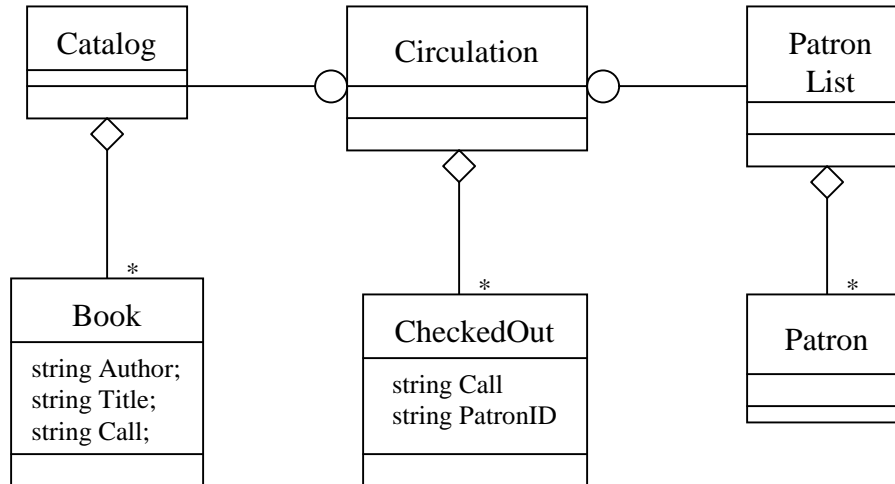 Catalog
Circulation
Patron
List
*
Book
string Author;
string Title;
string Call;
*
CheckedOut
string Call
string PatronID
*
Patron